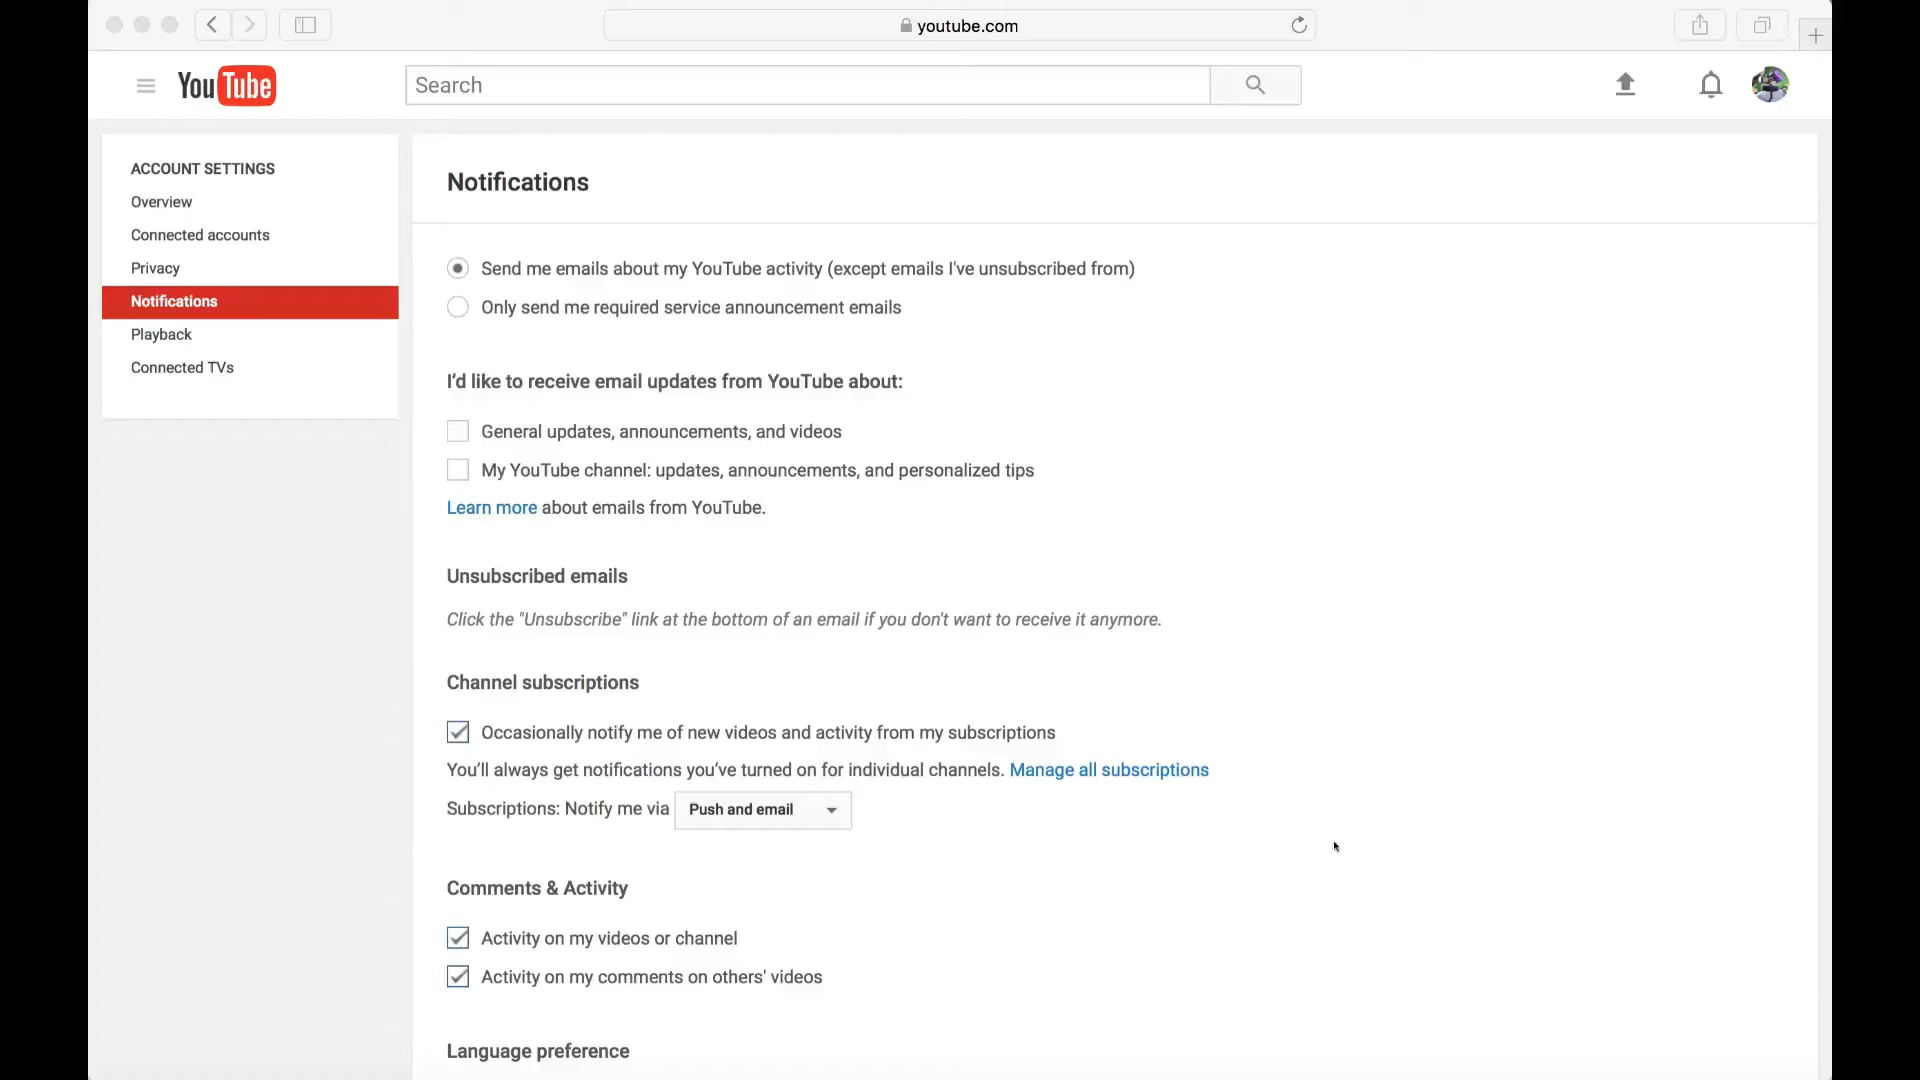 youtube.com
YouTube
Search
ACCOUNT SETTINGS
Overview
Connected accounts
Privacy
Notifications
Playback
Connected TVs
Notifications
Send me emails about my YouTube activity (except emails I've unsubscribed from)
Only send me required service announcement emails
I’d like to receive email updates from YouTube about:
General updates, announcements, and videos
My YouTube channel: updates, announcements, and personalized tips
Learn more about emails from YouTube.
Unsubscribed emails
Click the "Unsubscribe" link at the bottom of an email if you don't want to receive it anymore.
Channel subscriptions
Occasionally notify me of new videos and activity from my subscriptions
You’ll always get notifications you’ve turned on for individual channels. Manage all subscriptions
Subscriptions: Notify me via Push and email
Comments & Activity
Activity on my videos or channel
Activity on my comments on others' videos
Language preference